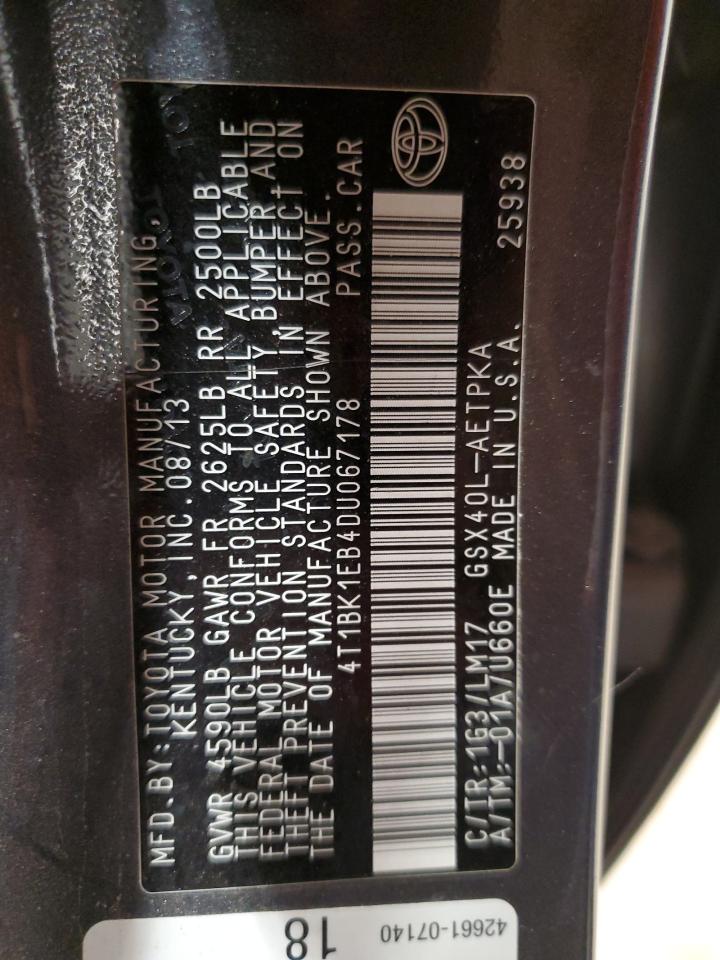 MFD.BY:TOYOTA MOTOR MANUFACTURING,
KENTUCKY,INC.08/13
GVWR 4590LB GAWR FR 2625LB RR 2500LB
THIS VEHICLE CONFORMS TO ALL APPLICABLE
FEDERAL MOTOR VEHICLE SAFETY,BUMPER,AND
THEFT PREVENTION STANDARDS IN EFFECT ON
THE DATE OF MANUFACTURE SHOWN ABOVE.
4T1BK1EB4DU067178 PASS.CAR
C/TR:1G3/LM17 GSX40L-AETPKA
A/TM:-01A/U660E MADE IN U.S.A. 25938
42661-07140
18